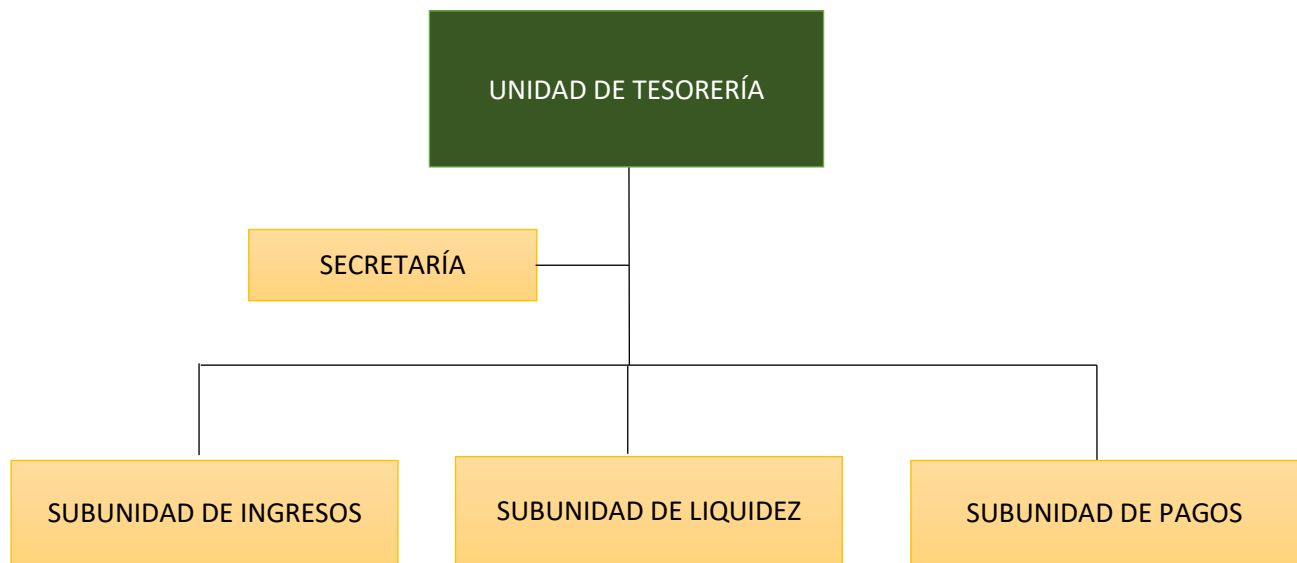 UNIDAD DE TESORERÍA
SECRETARÍA
SUBUNIDAD DE INGRESOS
SUBUNIDAD DE LIQUIDEZ
SUBUNIDAD DE PAGOS